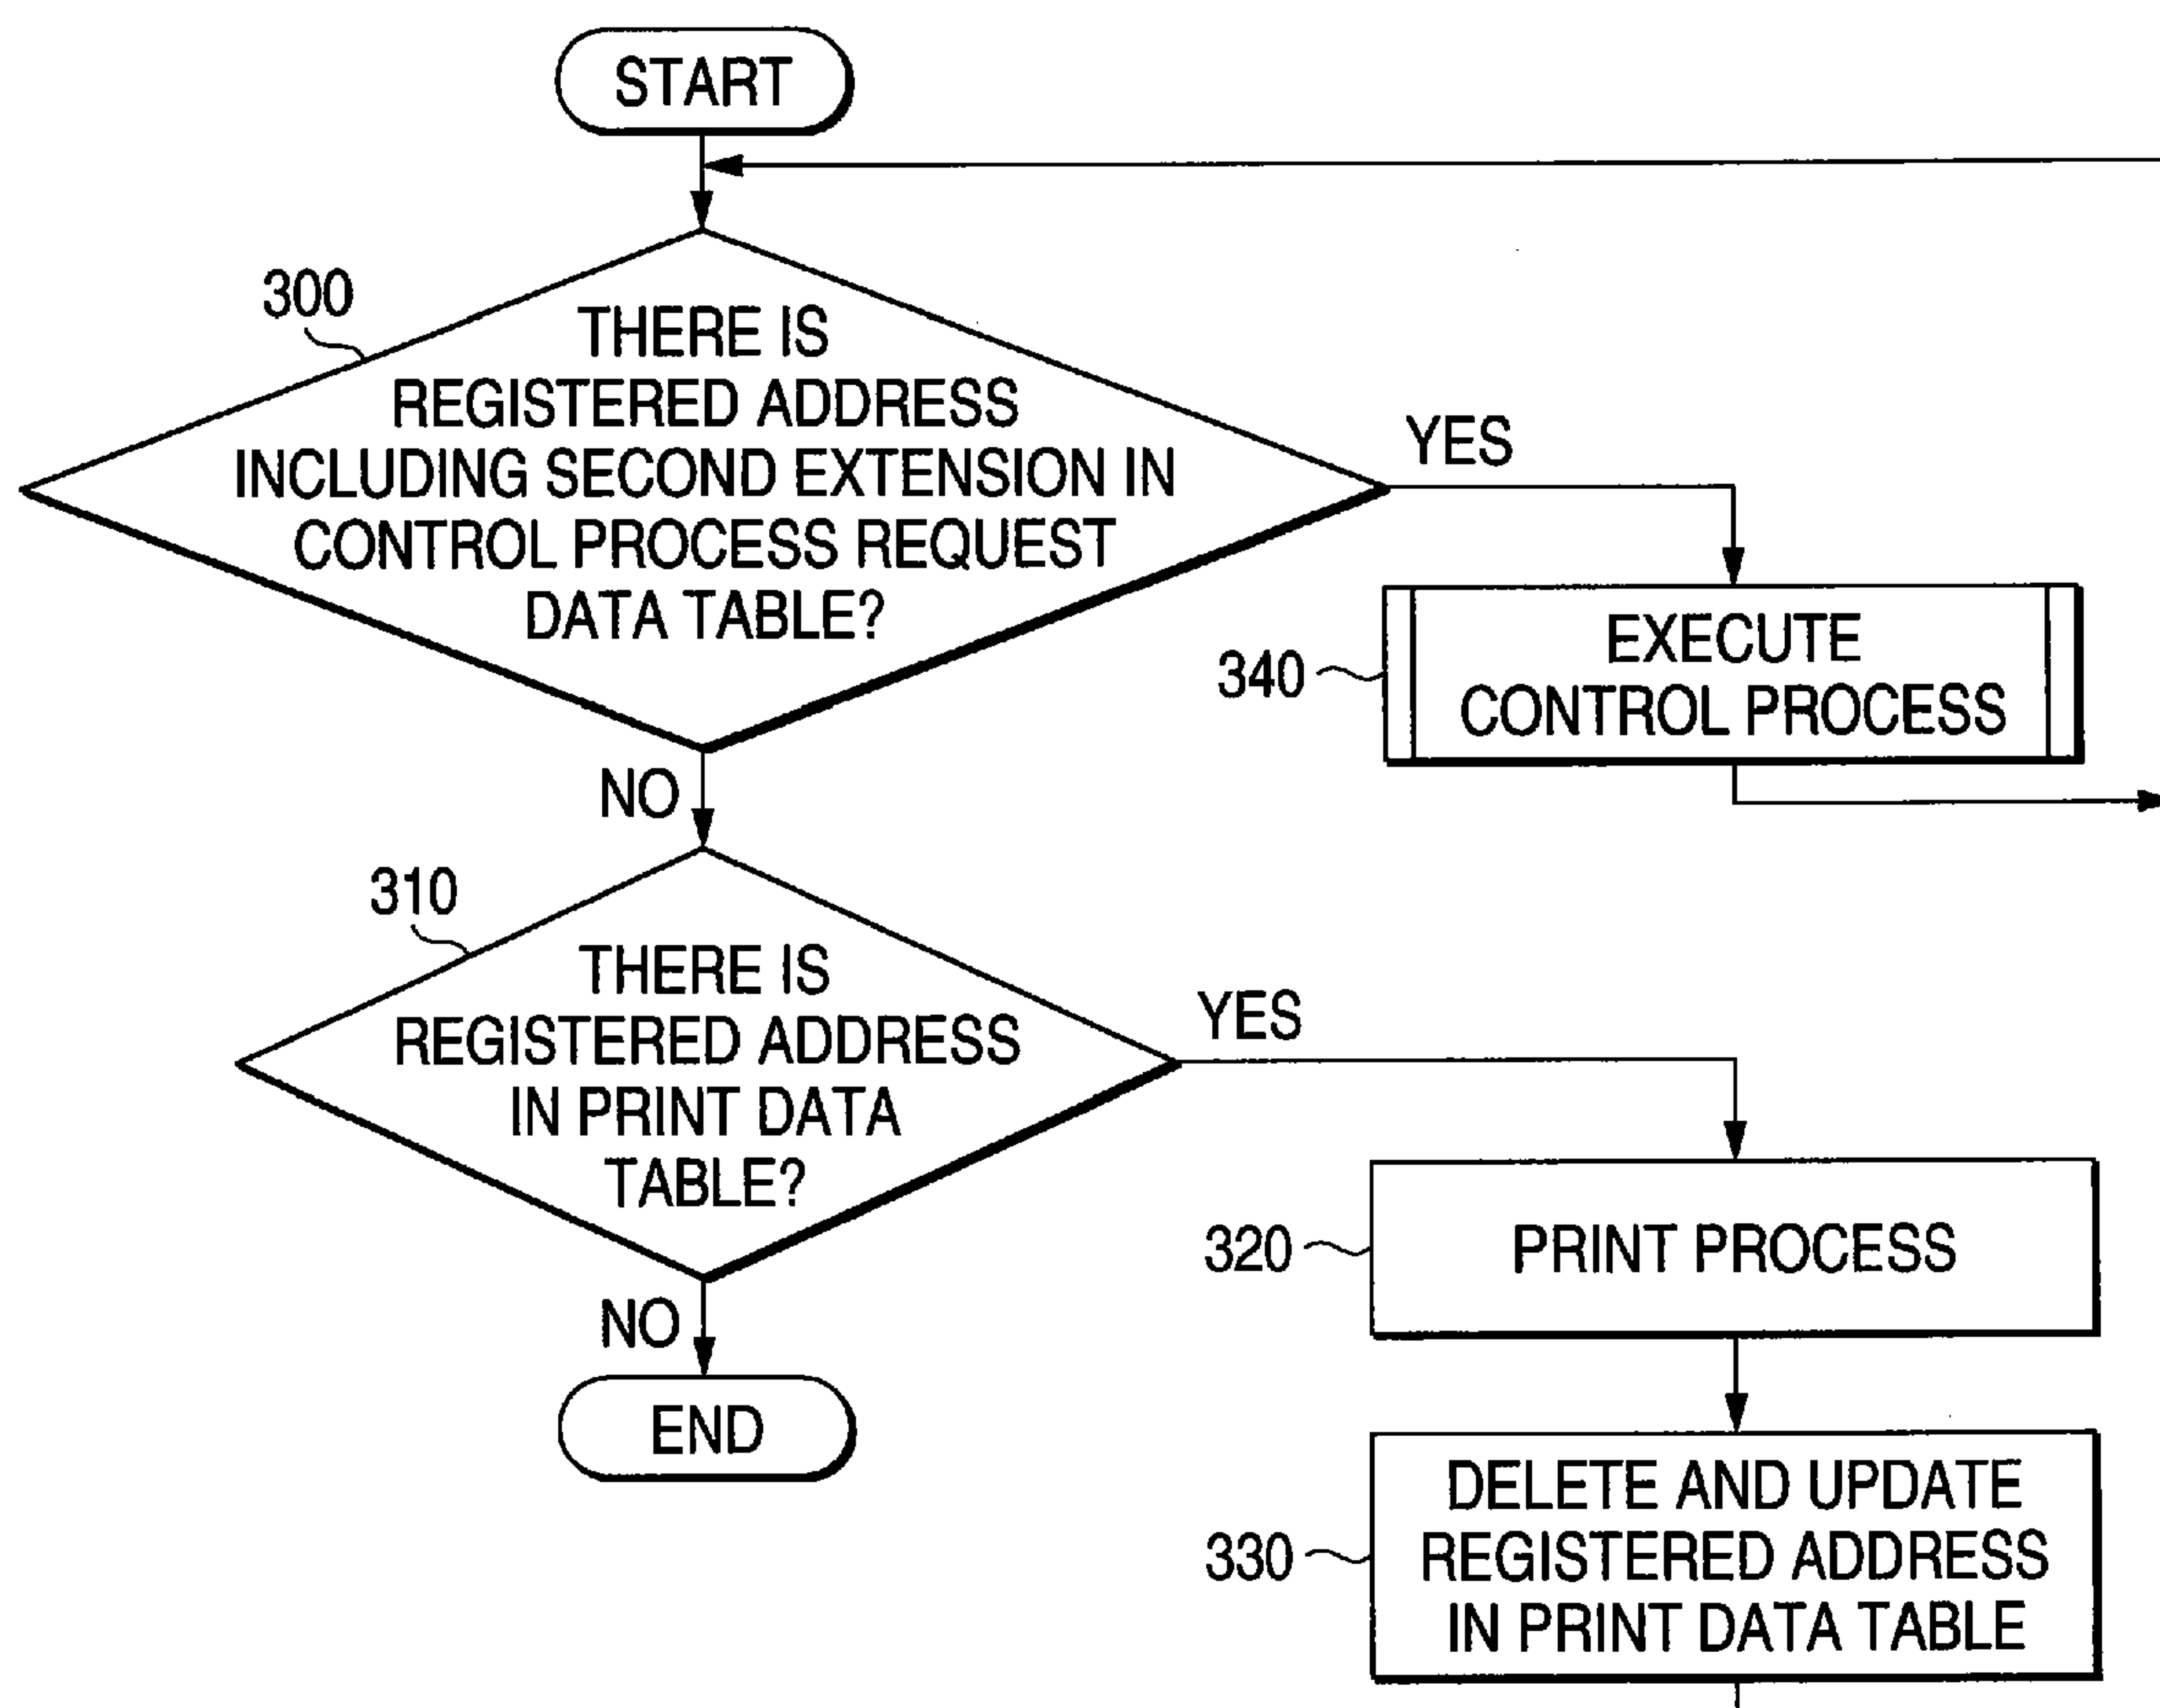 START
300
THERE IS
REGISTERED ADDRESS
INCLUDING SECOND EXTENSION IN
CONTROL PROCESS REQUEST
DATA TABLE?
YES
340
EXECUTE
CONTROL PROCESS
NO
310
THERE IS
REGISTERED ADDRESS
IN PRINT DATA
TABLE?
YES
320
PRINT PROCESS
NO
END
330
DELETE AND UPDATE
REGISTERED ADDRESS
IN PRINT DATA TABLE